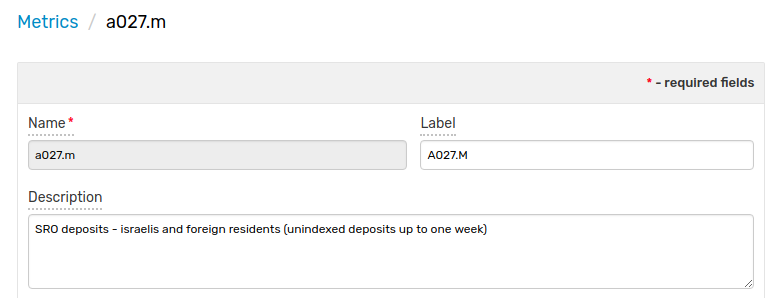 Metrics / a027.m
* - required fields
Name * Label
a027.m A027.M
Description
SRO deposits - israelis and foreign residents (unindexed deposits up to one week)